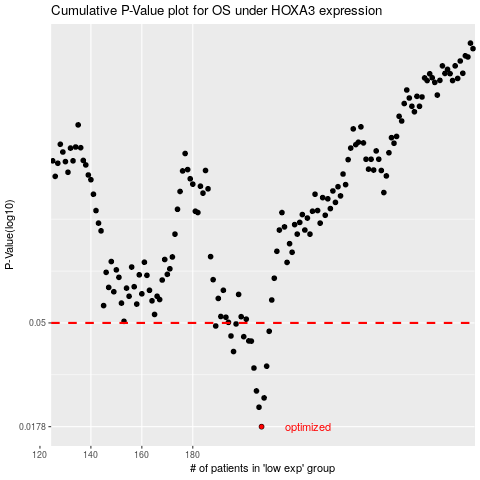 Cumulative P-Value plot for OS under HOXA3 expression
P-Value(log10)
0.05
0.0178
optimized
120 140 160 180
# of patients in 'low exp' group